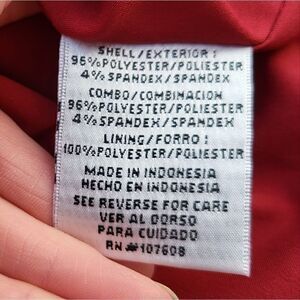 SHELL/EXTERIOR:
96%POLYESTER/POLIESTER
4%SPANDEX/SPANDEX
COMBO/COMBINACION
96%POLYESTER/POLIESTER
4%SPANDEX/SPANDEX
LINING/FORRO:
100%POLYESTER/POLIESTER
MADE IN INDONESIA
HECHO EN INDONESIA
SEE REVERSE FOR CARE
VER AL DORSO
PARA CUIDADO
RN#107608